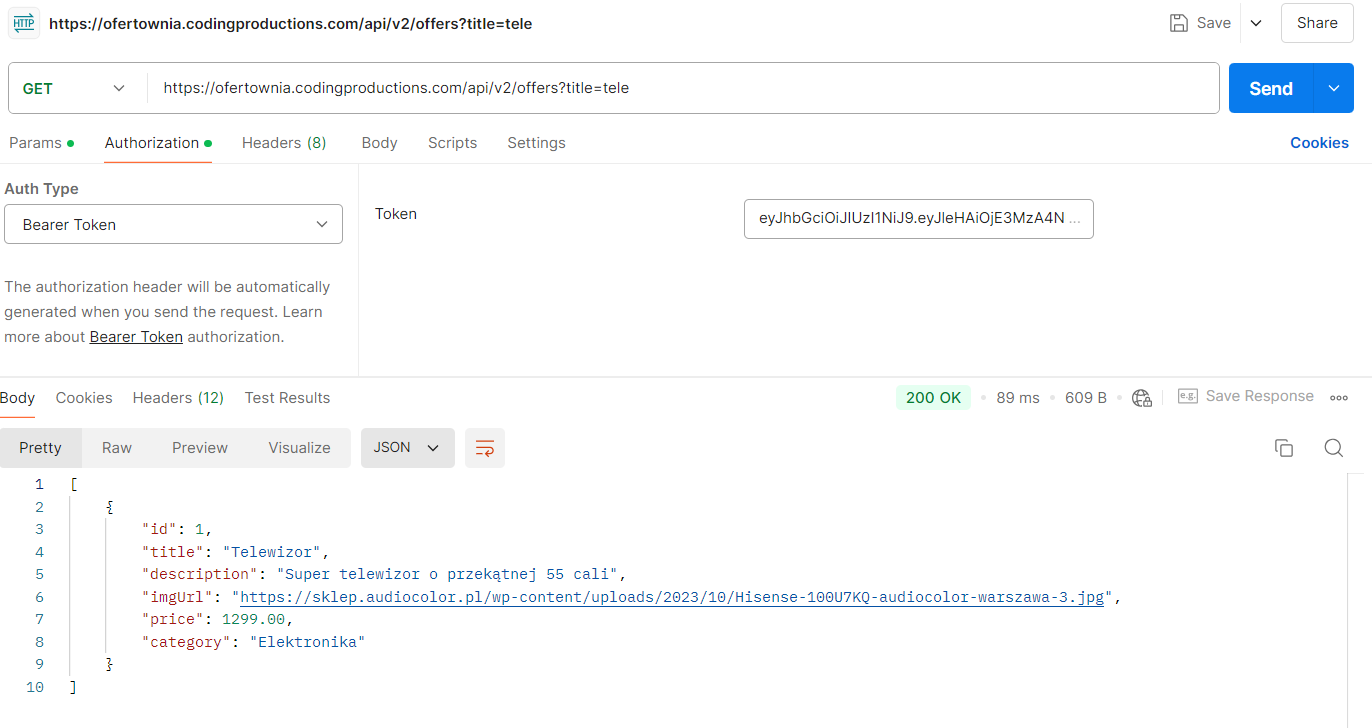 HTTP https://ofertownia.codingproductions.com/api/v2/offers?title=tele Save Share
GET https://ofertownia.codingproductions.com/api/v2/offers?title=tele Send
Params Authorization Headers (8) Body Scripts Settings Cookies
Auth Type
Bearer Token
Token eyJhbGciOiJIUzI1NiJ9.eyJleHAiOjE3MzA4N ...
The authorization header will be automatically
generated when you send the request. Learn
more about Bearer Token authorization.
Body Cookies Headers (12) Test Results 200 OK 89 ms 609 B e.g. Save Response
Pretty Raw Preview Visualize JSON
1 [
2 {
3 "id": 1,
4 "title": "Telewizor",
5 "description": "Super telewizor o przekątnej 55 cali",
6 "imgUrl": "https://sklep.audiocolor.pl/wp-content/uploads/2023/10/Hisense-100U7KQ-audiocolor-warszawa-3.jpg",
7 "price": 1299.00,
8 "category": "Elektronika"
9 }
10 ]